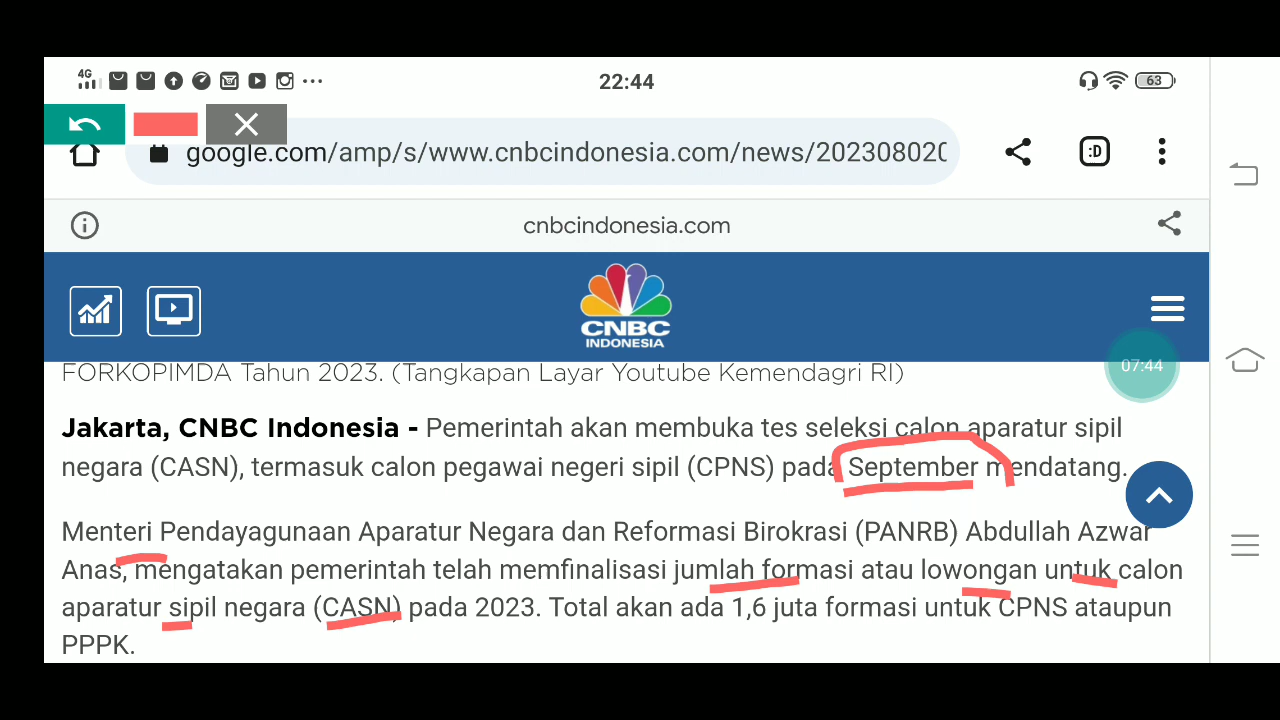 4G
22:44
63
google.com/amp/s/www.cnbcindonesia.com/news/202308020
:D
cnbcindonesia.com
CNBC
INDONESIA
FORKOPIMDA Tahun 2023. (Tangkapan Layar Youtube Kemendagri RI)
07:44
Jakarta, CNBC Indonesia - Pemerintah akan membuka tes seleksi calon aparatur sipil
negara (CASN), termasuk calon pegawai negeri sipil (CPNS) pada September mendatang.
Menteri Pendayagunaan Aparatur Negara dan Reformasi Birokrasi (PANRB) Abdullah Azwar
Anas, mengatakan pemerintah telah memfinalisasi jumlah formasi atau lowongan untuk calon
aparatur sipil negara (CASN) pada 2023. Total akan ada 1,6 juta formasi untuk CPNS ataupun
PPPK.